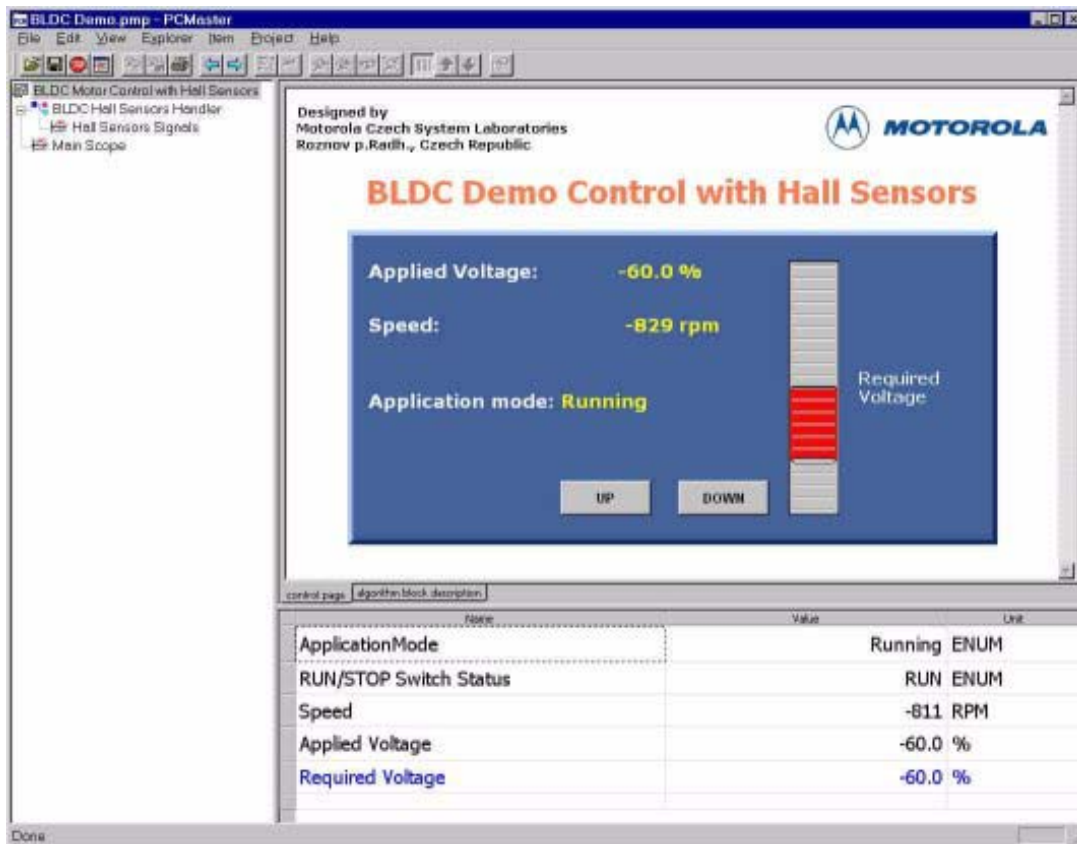 BLDC Demo.pmp - PCMaster
File Edit View Explorer Item Project Help
BLDC Motor Control with Hall Sensors
BLDC Hall Sensors Handler
Hall Sensors Signals
Main Scope
Designed by
Motorola Czech System Laboratories
Roznov p.Radh., Czech Republic
MOTOROLA
BLDC Demo Control with Hall Sensors
Applied Voltage: -60.0 %
Speed: -829 rpm
Application mode: Running
Required
Voltage
UP DOWN
control page algorithm block description
Name Value Unit
ApplicationMode Running ENUM
RUN/STOP Switch Status RUN ENUM
Speed -811 RPM
Applied Voltage -60.0 %
Required Voltage -60.0 %
Done